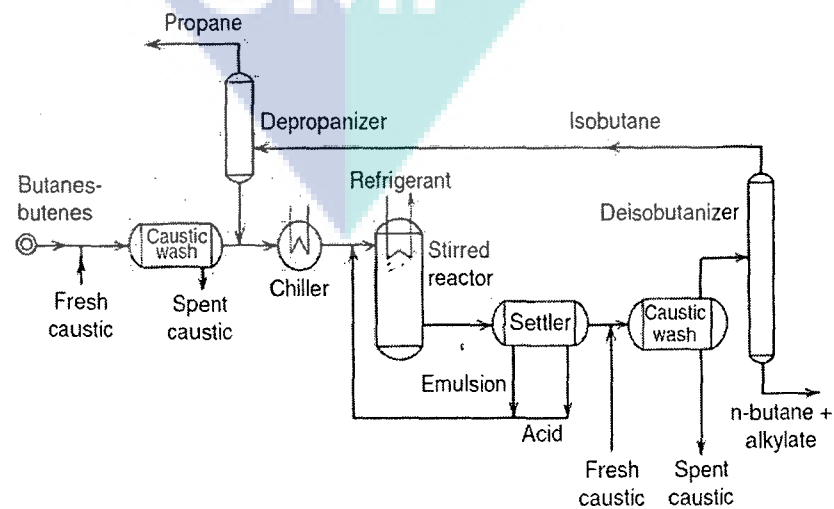 Propane
Depropanizer
Isobutane
Butanes-
butenes
Refrigerant
Deisobutanizer
Caustic
wash
Stirred
reactor
Chiller
Fresh
caustic
Spent
caustic
Settler
Caustic
wash
Emulsion
Acid
n-butane +
alkylate
Fresh
caustic
Spent
caustic